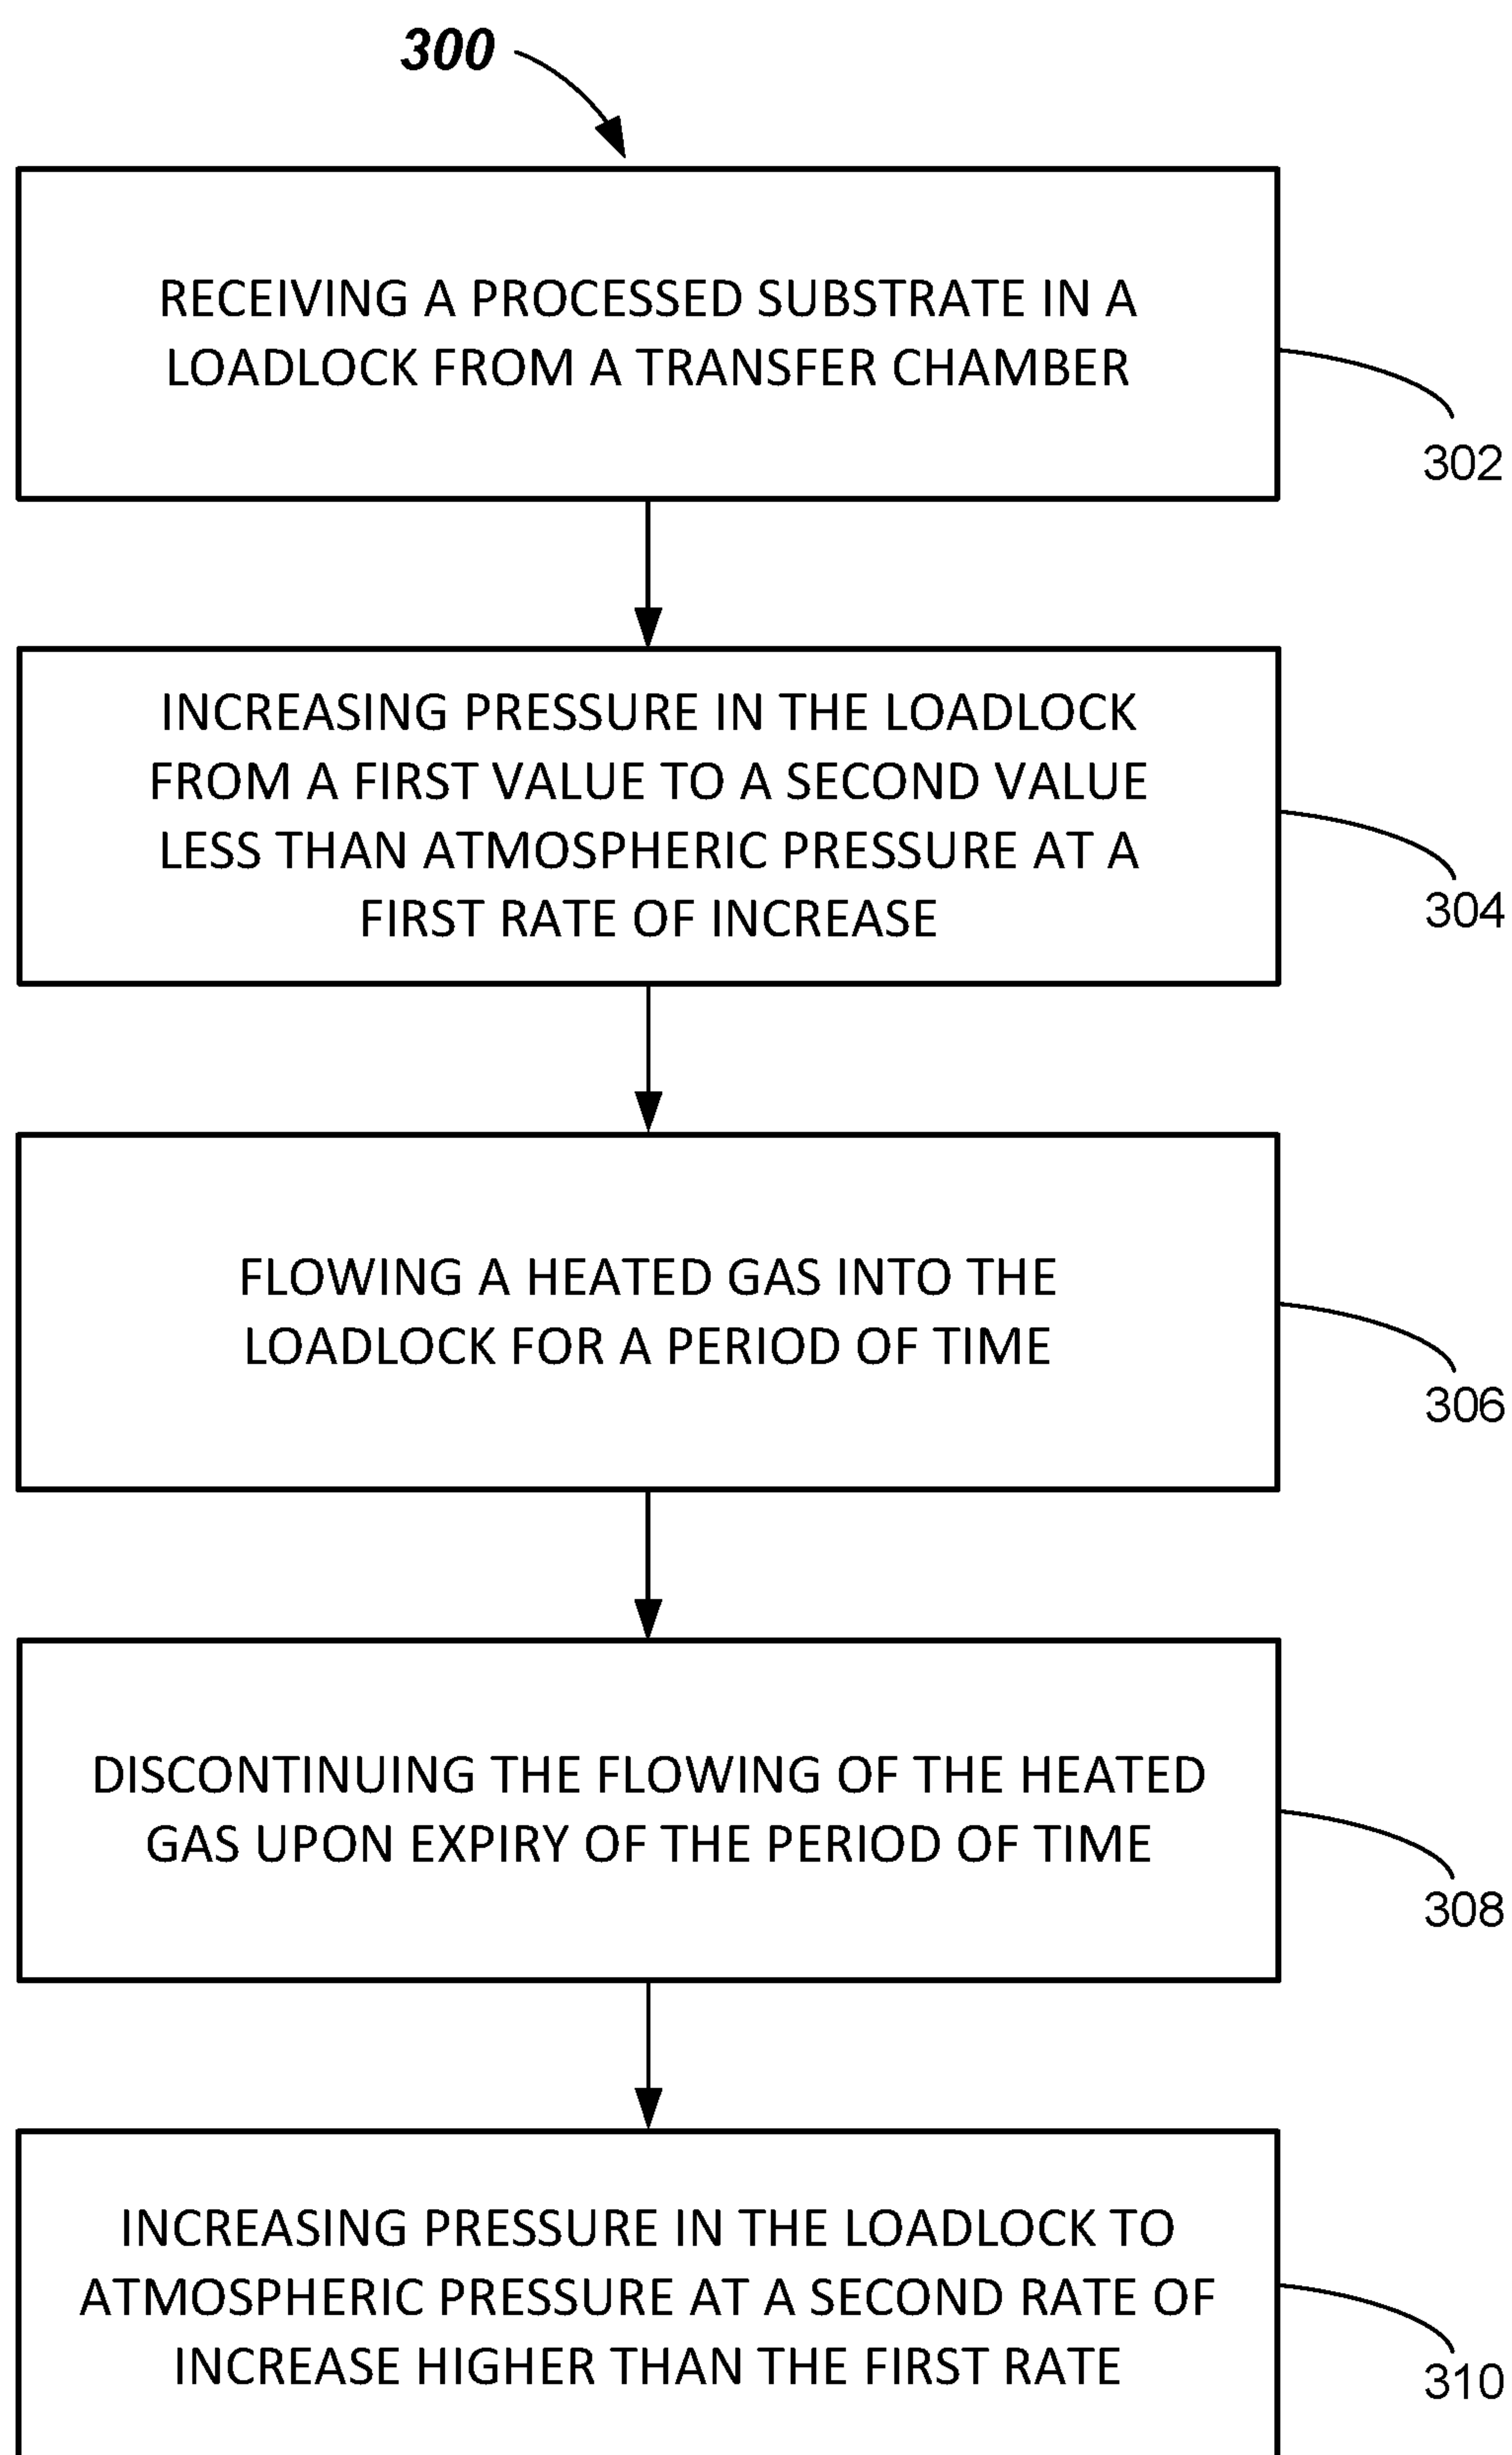 300
RECEIVING A PROCESSED SUBSTRATE IN A
LOADLOCK FROM A TRANSFER CHAMBER
302
INCREASING PRESSURE IN THE LOADLOCK
FROM A FIRST VALUE TO A SECOND VALUE
LESS THAN ATMOSPHERIC PRESSURE AT A
FIRST RATE OF INCREASE
304
FLOWING A HEATED GAS INTO THE
LOADLOCK FOR A PERIOD OF TIME
306
DISCONTINUING THE FLOWING OF THE HEATED
GAS UPON EXPIRY OF THE PERIOD OF TIME
308
INCREASING PRESSURE IN THE LOADLOCK TO
ATMOSPHERIC PRESSURE AT A SECOND RATE OF
INCREASE HIGHER THAN THE FIRST RATE
310